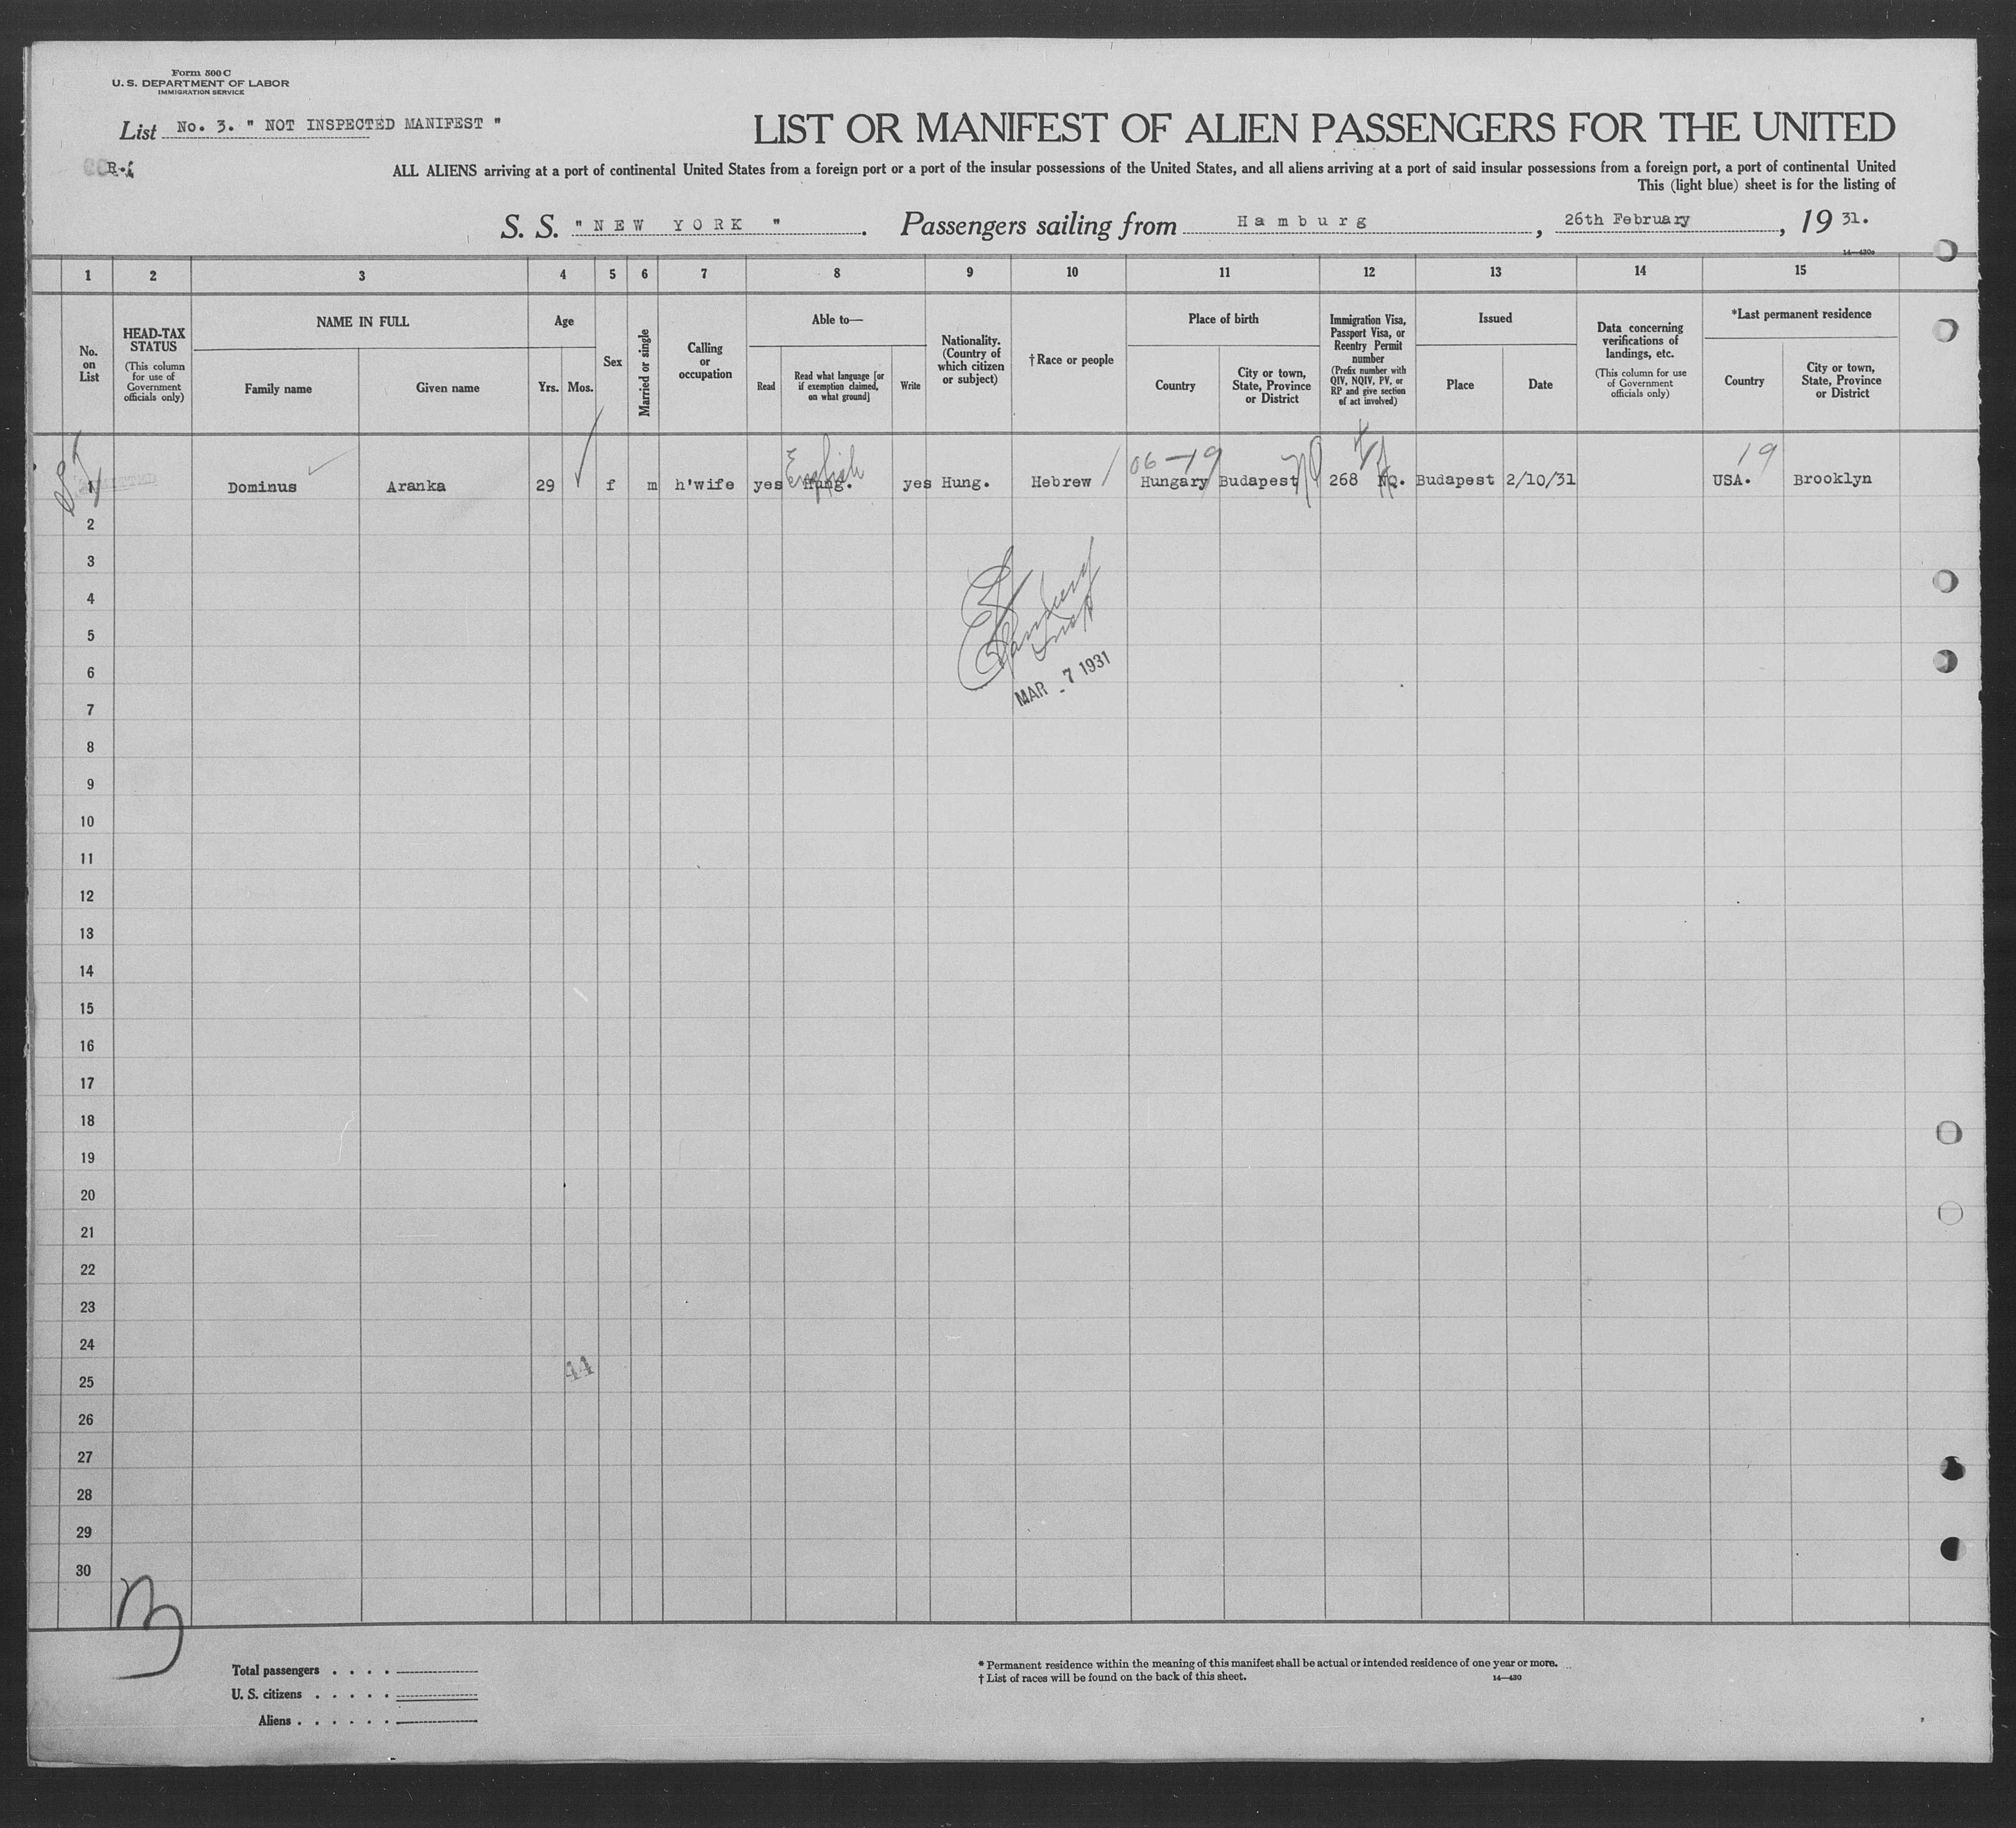 Form 500 C
U. S. DEPARTMENT OF LABOR
IMMIGRATION SERVICE
List No. 3. " NOT INSPECTED MANIFEST "
LIST OR MANIFEST OF ALIEN PASSENGERS FOR THE UNITED
ALL ALIENS arriving at a port of continental United States from a foreign port or a port of the insular possessions of the United States, and all aliens arriving at a port of said insular possessions from a foreign port, a port of continental United
This (light blue) sheet is for the listing of
S. S. " N E W Y O R K " . Passengers sailing from H a m b u r g , 26th February , 19 31.
14—430a
1 2 3 4 5 6 7 8 9 10 11 12 13 14 15
No. on List
HEAD-TAX STATUS
(This column for use of Government officials only)
NAME IN FULL
Family name
Given name
Age
Yrs. Mos.
Sex
Married or single
Calling or occupation
Able to—
Read
Read what language [or if exemption claimed, on what ground]
Write
Nationality. (Country of which citizen or subject)
† Race or people
Place of birth
Country
City or town, State, Province or District
Immigration Visa, Passport Visa, or Reentry Permit number
(Prefix number with QIV, NQIV, PV, or RP and give section of act involved)
Issued
Place
Date
Data concerning verifications of landings, etc.
(This column for use of Government officials only)
*Last permanent residence
Country
City or town, State, Province or District
English 06—19 19
1 Dominus Aranka 29 f m h'wife yes Hung. yes Hung. Hebrew Hungary Budapest 268 NQ. Budapest 2/10/31 USA. Brooklyn
2
3
4
5
6
MAR - 7 1931
7
8
9
10
11
12
13
14
15
16
17
18
19
20
21
22
23
24
44
25
26
27
28
29
30
Total passengers . . . .
U. S. citizens . . . . .
Aliens . . . . . .
* Permanent residence within the meaning of this manifest shall be actual or intended residence of one year or more.
† List of races will be found on the back of this sheet.
14—430